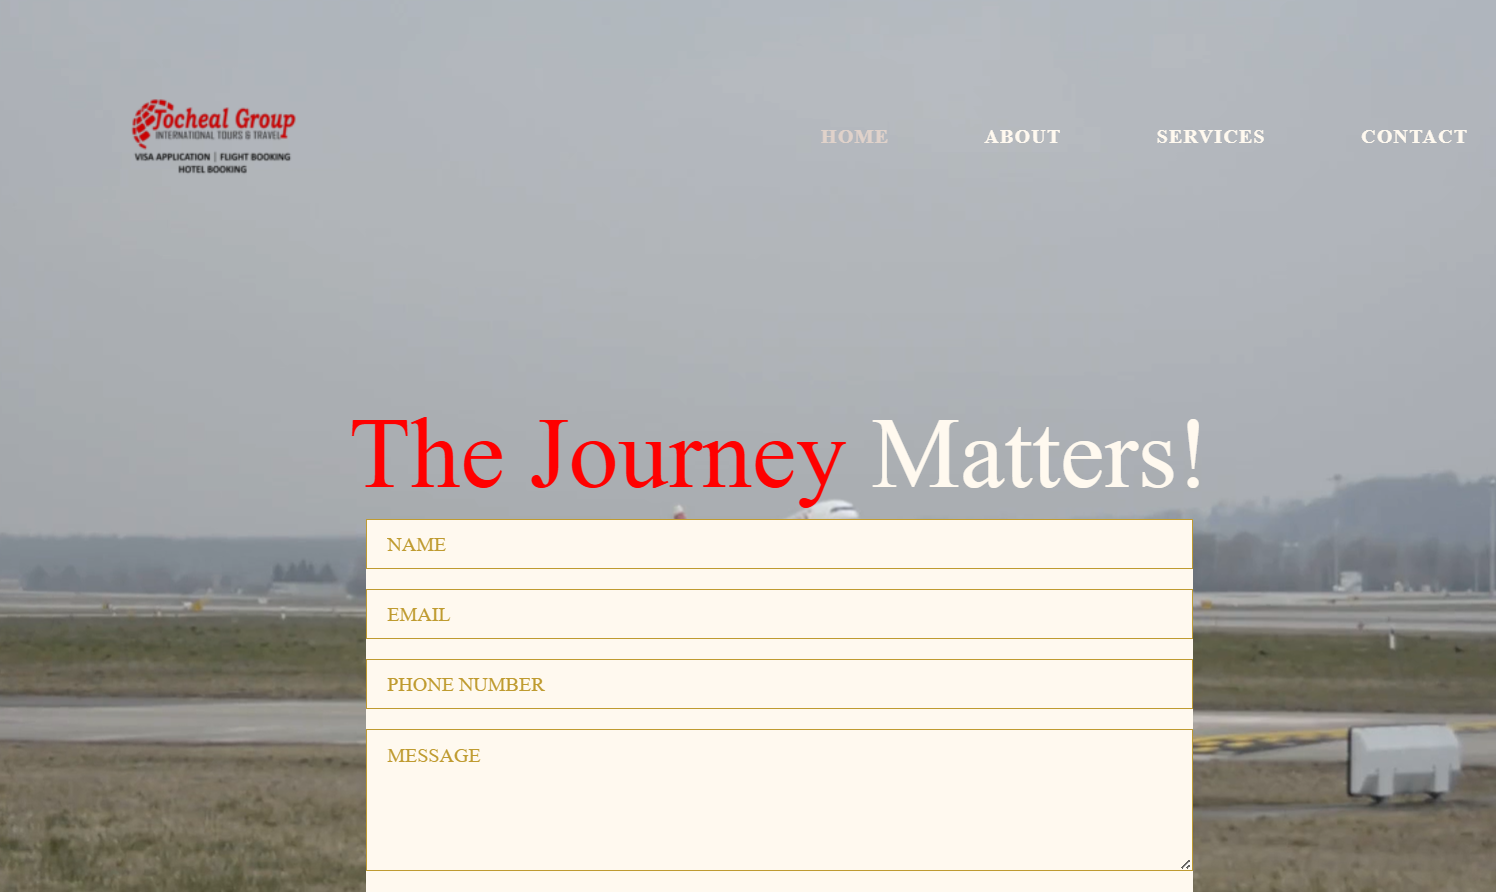 Jocheal Group
INTERNATIONAL TOURS & TRAVEL
VISA APPLICATION | FLIGHT BOOKING
HOTEL BOOKING
HOME
ABOUT
SERVICES
CONTACT
The Journey Matters!
NAME
EMAIL
PHONE NUMBER
MESSAGE